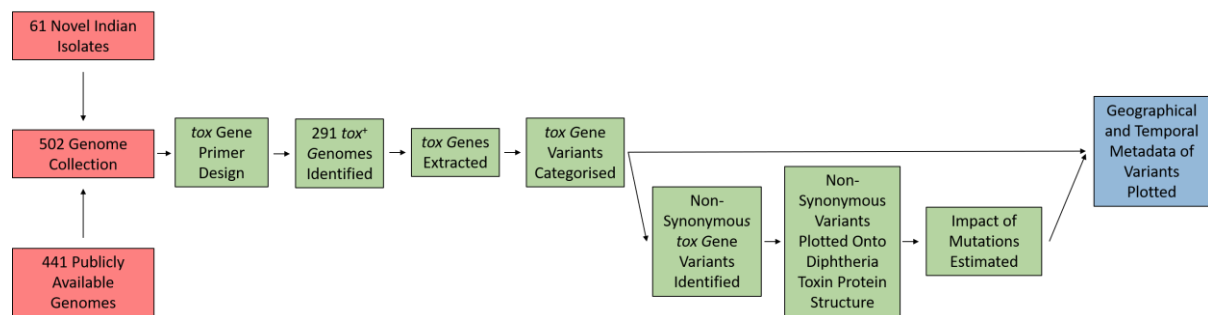 61 Novel Indian
Isolates
502 Genome
Collection
441 Publicly
Available
Genomes
tox Gene
Primer
Design
291 tox+
Genomes
Identified
tox Genes
Extracted
tox Gene
Variants
Categorised
Non-
Synonymous
tox Gene
Variants
Identified
Non-
Synonymous
Variants
Plotted Onto
Diphtheria
Toxin Protein
Structure
Impact of
Mutations
Estimated
Geographical
and Temporal
Metadata of
Variants
Plotted